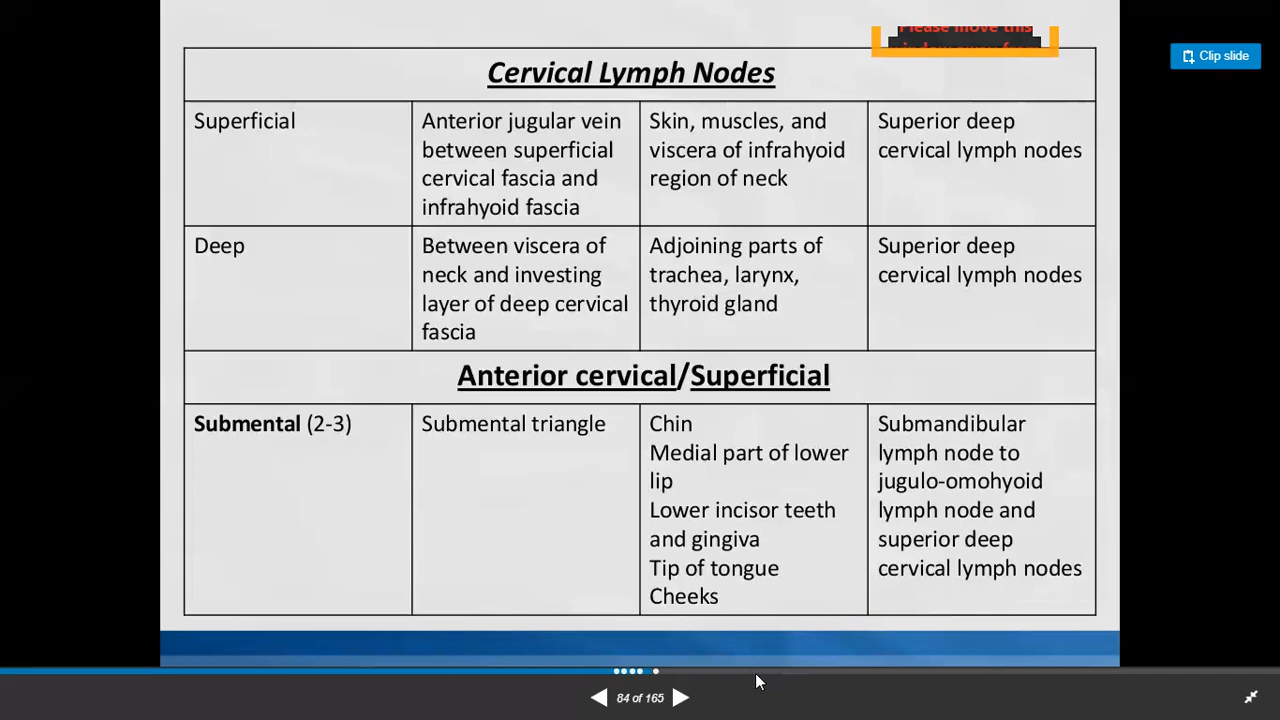 Please move this
Clip slide
Cervical Lymph Nodes
Superficial
Anterior jugular vein
between superficial
cervical fascia and
infrahyoid fascia
Skin, muscles, and
viscera of infrahyoid
region of neck
Superior deep
cervical lymph nodes
Deep
Between viscera of
neck and investing
layer of deep cervical
fascia
Adjoining parts of
trachea, larynx,
thyroid gland
Superior deep
cervical lymph nodes
Anterior cervical/Superficial
Submental (2-3)
Submental triangle
Chin
Medial part of lower
lip
Lower incisor teeth
and gingiva
Tip of tongue
Cheeks
Submandibular
lymph node to
jugulo-omohyoid
lymph node and
superior deep
cervical lymph nodes
84 of 165